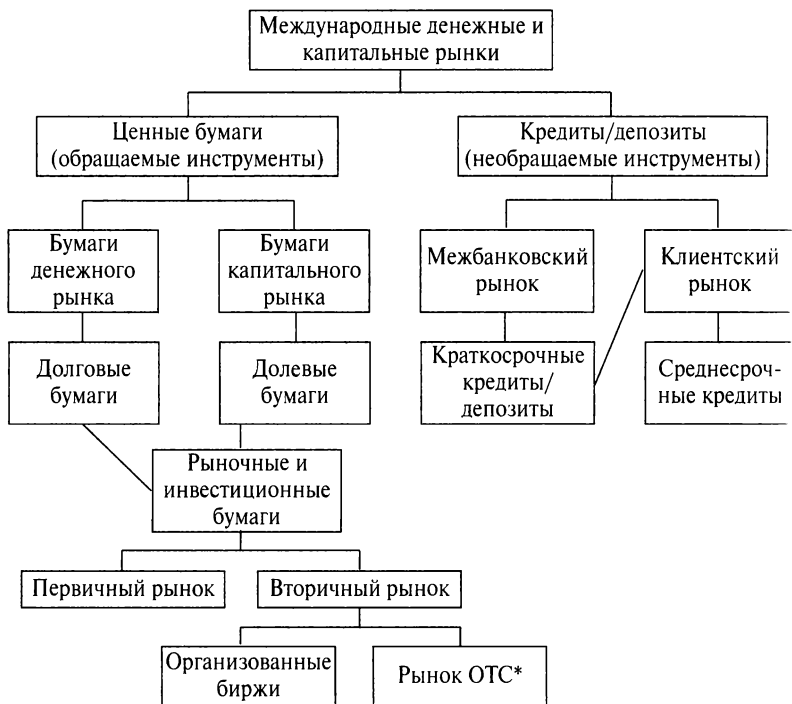 Международные денежные и
капитальные рынки
Ценные бумаги
(обращаемые инструменты)
Кредиты/депозиты
(необращаемые инструменты)
Бумаги
денежного
рынка
Бумаги
капитального
рынка
Межбанковский
рынок
Клиентский
рынок
Долговые
бумаги
Долевые
бумаги
Краткосрочные
кредиты/
депозиты
Среднесроч-
ные кредиты
Рыночные и
инвестиционные
бумаги
Первичный рынок
Вторичный рынок
Организованные
биржи
Рынок ОТС*